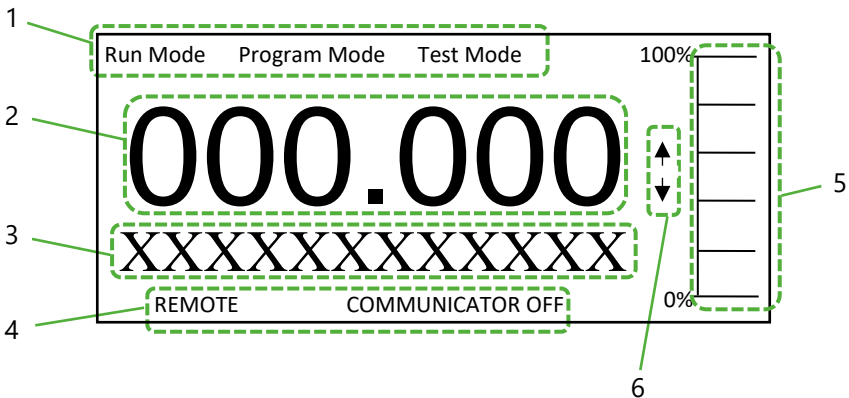 1
Run Mode Program Mode Test Mode 100%
2
000.000
5
3
XXXXXXXXXXXX
REMOTE COMMUNICATOR OFF 0%
4
6